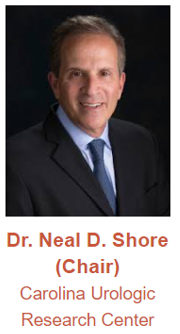 Dr. Neal D. Shore
(Chair)
Carolina Urologic
Research Center